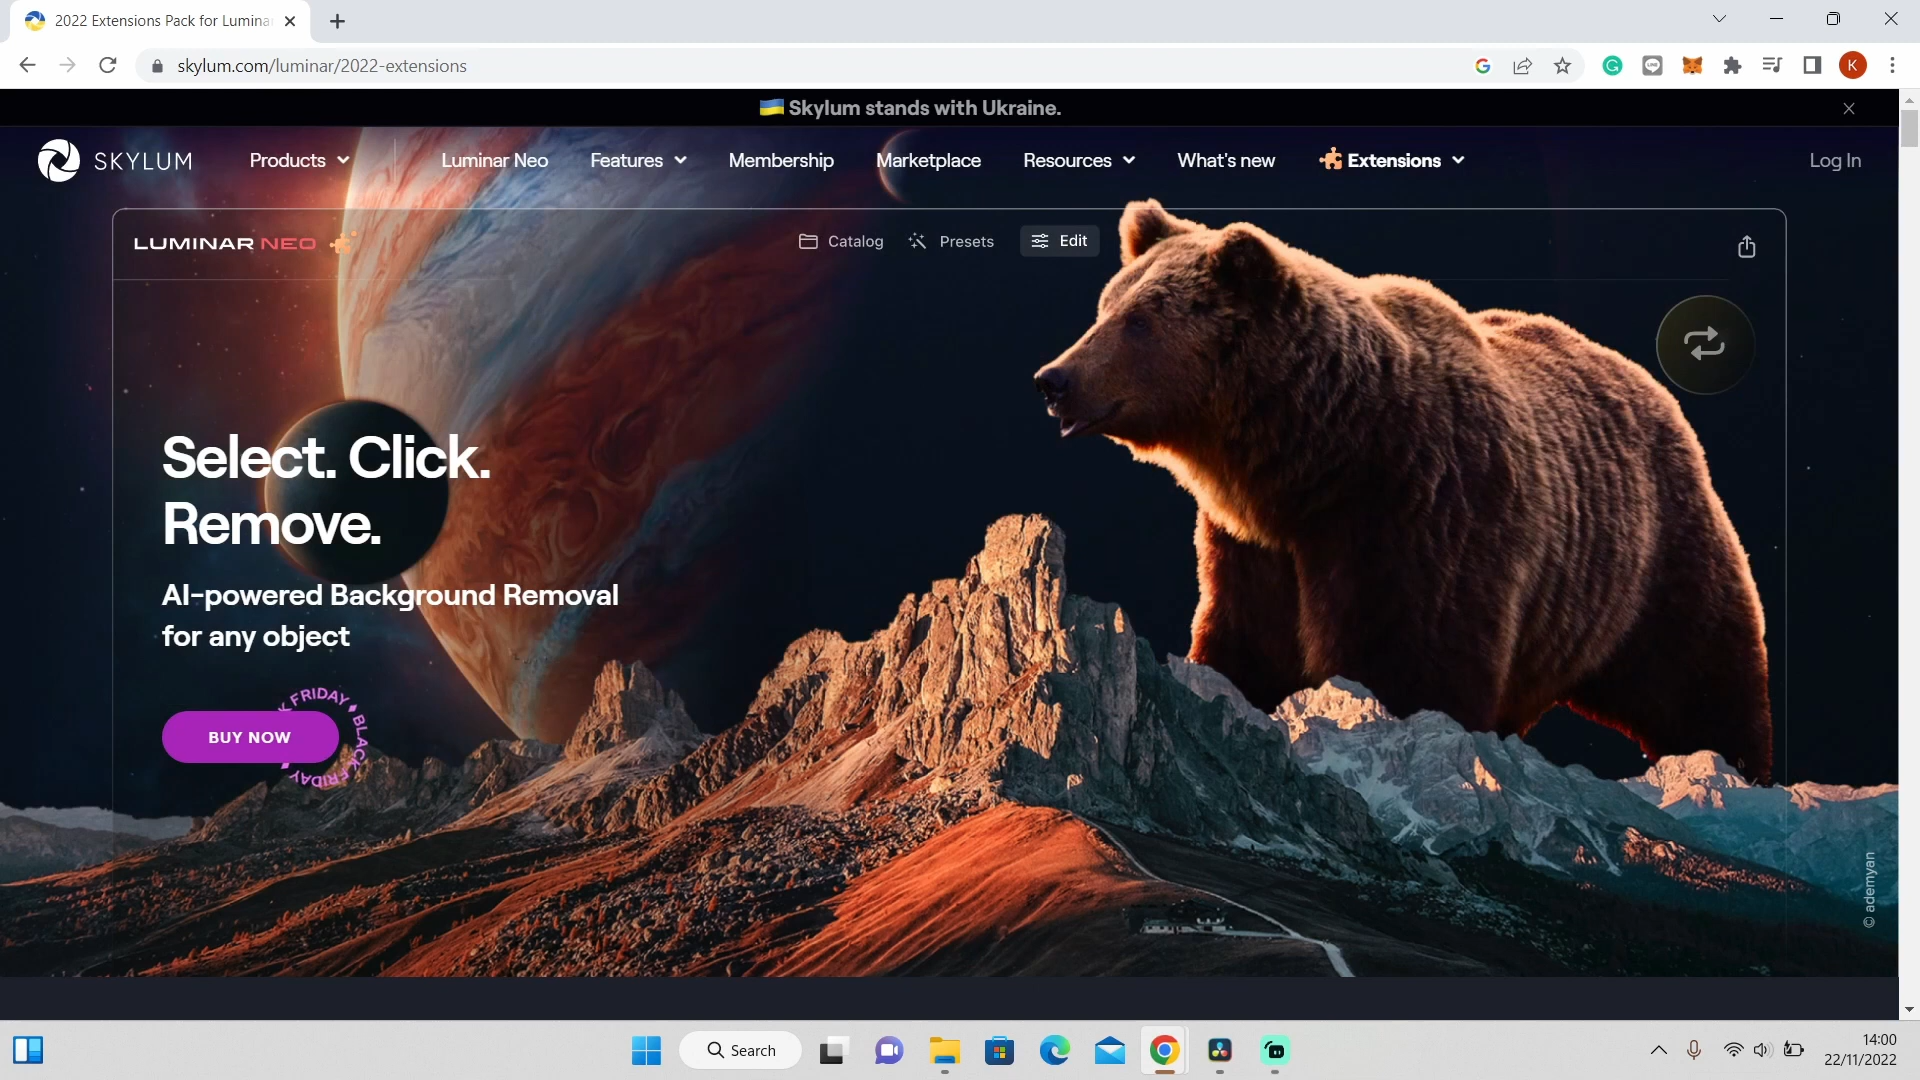 2022 Extensions Pack for Lumina
skylum.com/luminar/2022-extensions
K
Skylum stands with Ukraine.
SKYLUM
Products
Luminar Neo
Features
Membership
Marketplace
Resources
What's new
Extensions
Log In
LUMINAR NEO
Catalog
Presets
Edit
Select. Click.
Remove.
AI-powered Background Removal
for any object
BUY NOW
K FRIDAY ♦ BLACK FRIDAY
© ademyan
Search
14:00
22/11/2022